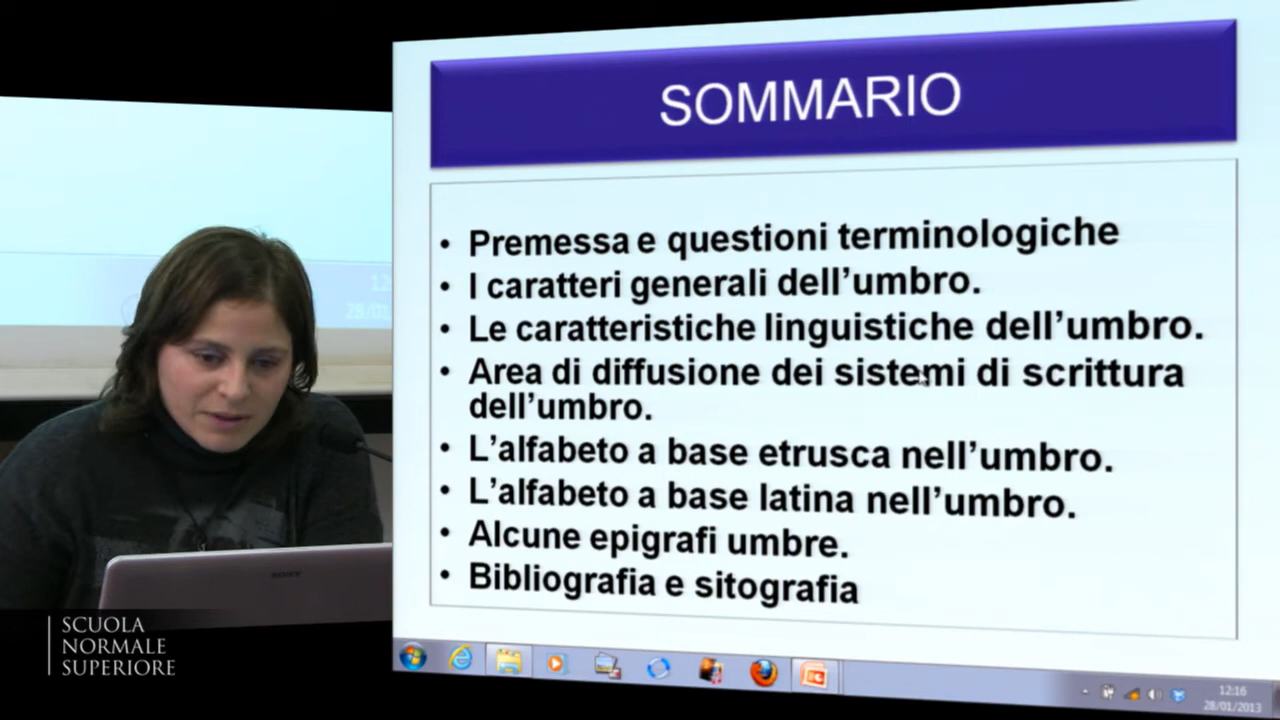 SOMMARIO
• Premessa e questioni terminologiche
• I caratteri generali dell'umbro.
• Le caratteristiche linguistiche dell'umbro.
• Area di diffusione dei sistemi di scrittura
dell'umbro.
• L'alfabeto a base etrusca nell'umbro.
• L'alfabeto a base latina nell'umbro.
• Alcune epigrafi umbre.
• Bibliografia e sitografia
SONY
SCUOLA
NORMALE
SUPERIORE
12:16
28/01/2013